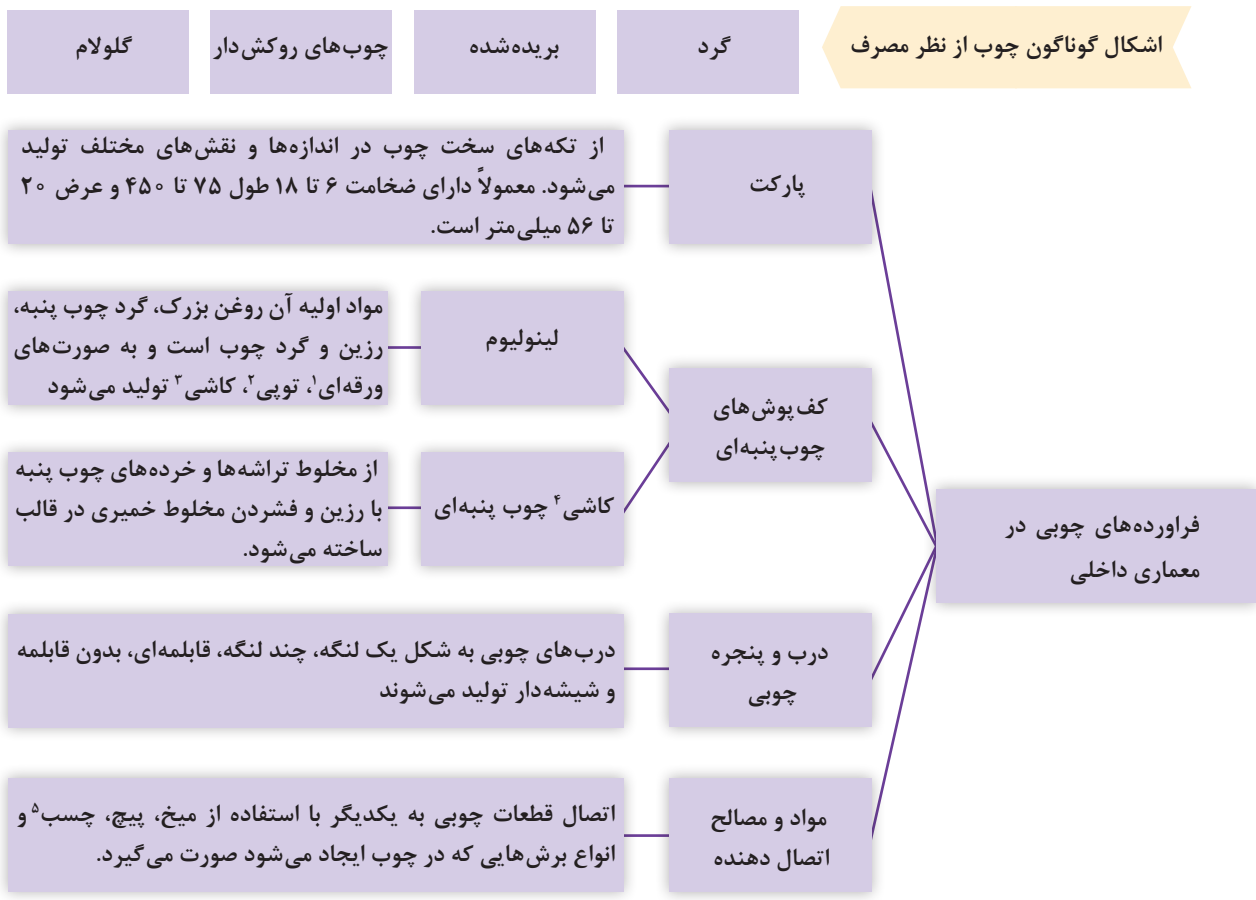 اشکال گوناگون چوب از نظر مصرف
گرد
بریده‌شده
چوب‌های روکش‌دار
گلولام
فراورده‌های چوبی در
معماری داخلی
پارکت
از تکه‌های سخت چوب در اندازه‌ها و نقش‌های مختلف تولید
می‌شود. معمولاً دارای ضخامت ۶ تا ۱۸ طول ۷۵ تا ۴۵۰ و عرض ۲۰
تا ۵۶ میلی‌متر است.
کف‌پوش‌های
چوب‌پنبه‌ای
لینولیوم
مواد اولیه آن روغن بزرک، گرد چوب پنبه،
رزین و گرد چوب است و به صورت‌های
ورقه‌ای۱، توپی۲، کاشی۳ تولید می‌شود
کاشی۴ چوب پنبه‌ای
از مخلوط تراشه‌ها و خرده‌های چوب پنبه
با رزین و فشردن مخلوط خمیری در قالب
ساخته می‌شود.
درب و پنجره
چوبی
درب‌های چوبی به شکل یک لنگه، چند لنگه، قابلمه‌ای، بدون قابلمه
و شیشه‌دار تولید می‌شوند
مواد و مصالح
اتصال دهنده
اتصال قطعات چوبی به یکدیگر با استفاده از میخ، پیچ، چسب۵ و
انواع برش‌هایی که در چوب ایجاد می‌شود صورت می‌گیرد.